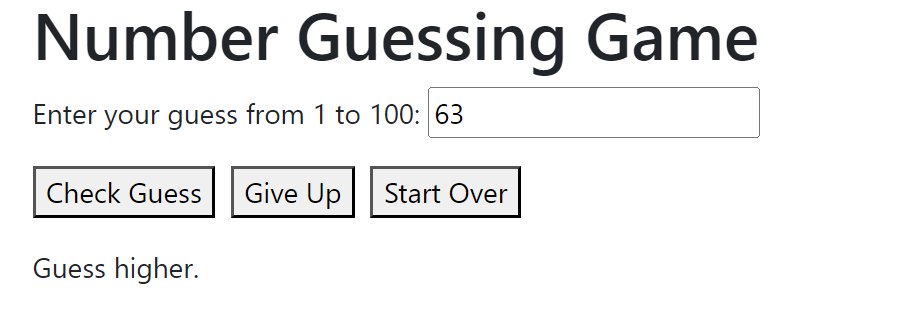 Number Guessing Game
Enter your guess from 1 to 100: 63
Check Guess Give Up Start Over
Guess higher.